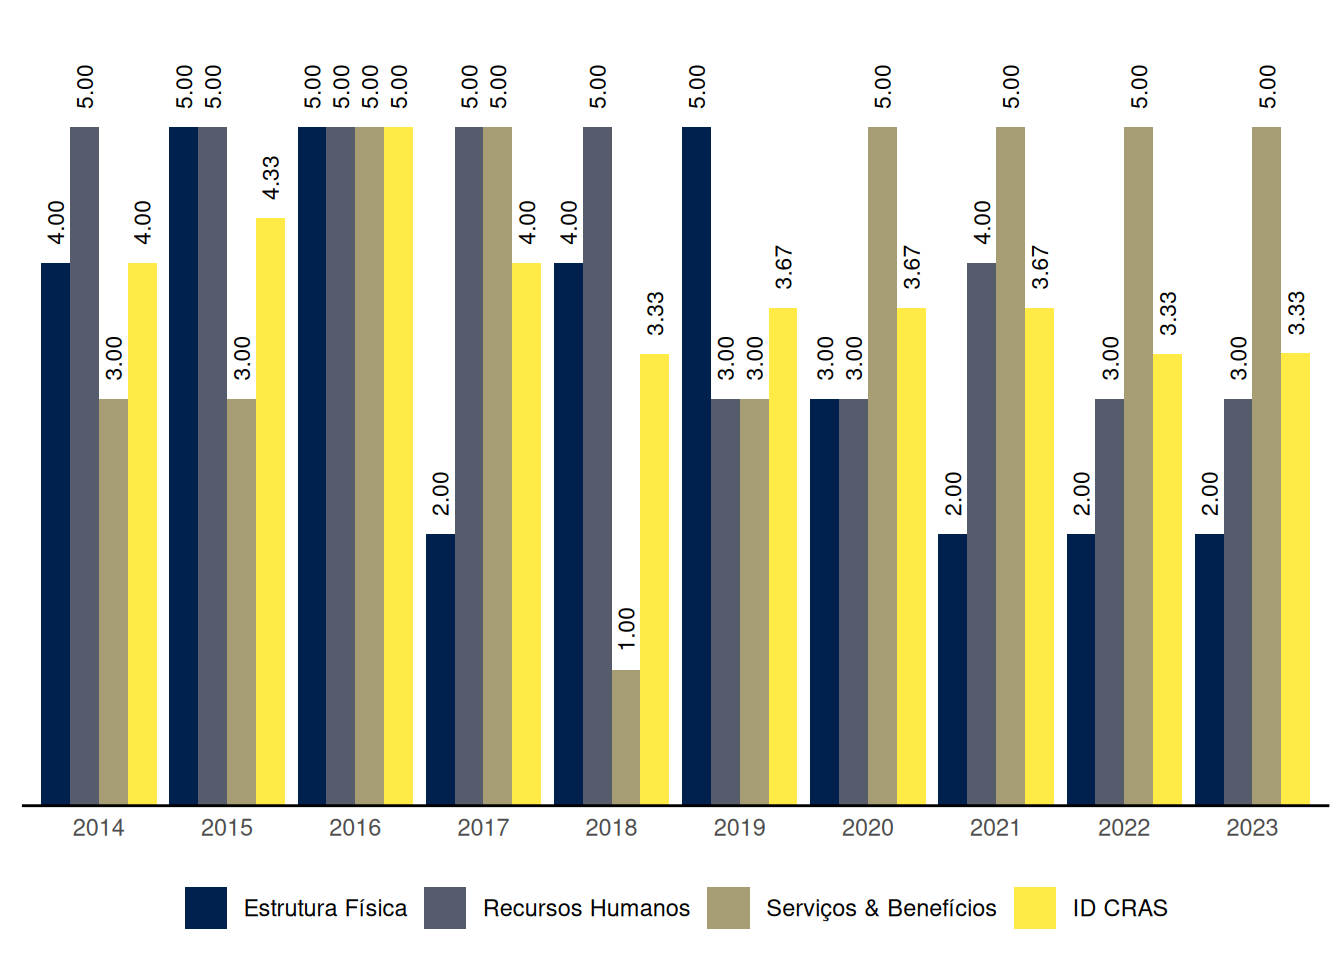 4.00 5.00 3.00 4.00
5.00 5.00 3.00 4.33
5.00 5.00 5.00 5.00
2.00 5.00 5.00 4.00
4.00 5.00 1.00 3.33
5.00 3.00 3.00 3.67
3.00 3.00 5.00 3.67
2.00 4.00 5.00 3.67
2.00 3.00 5.00 3.33
2.00 3.00 5.00 3.33
2014 2015 2016 2017 2018 2019 2020 2021 2022 2023
Estrutura Física Recursos Humanos Serviços & Benefícios ID CRAS